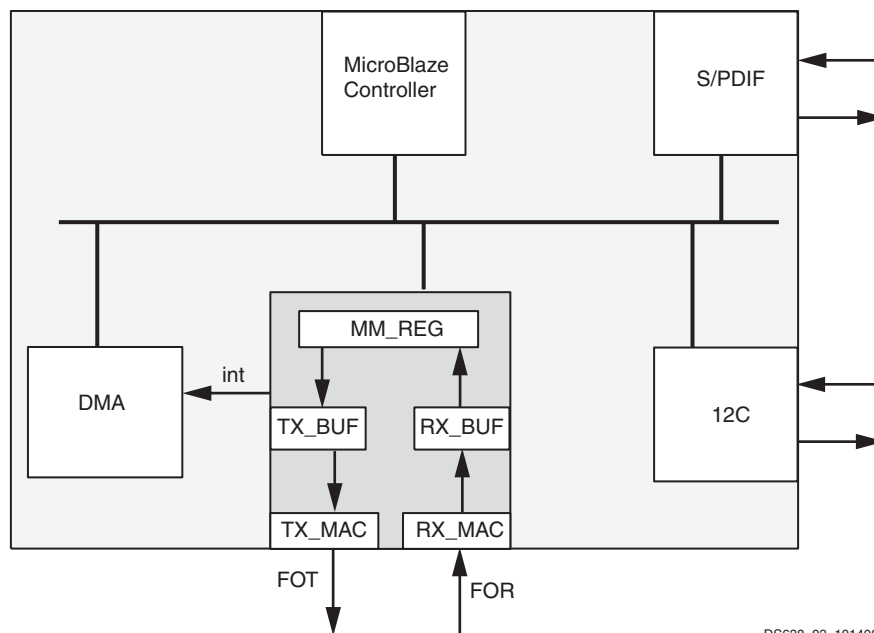 MicroBlaze
Controller
S/PDIF
MM_REG
int
DMA
TX_BUF
RX_BUF
12C
TX_MAC
RX_MAC
FOT
FOR